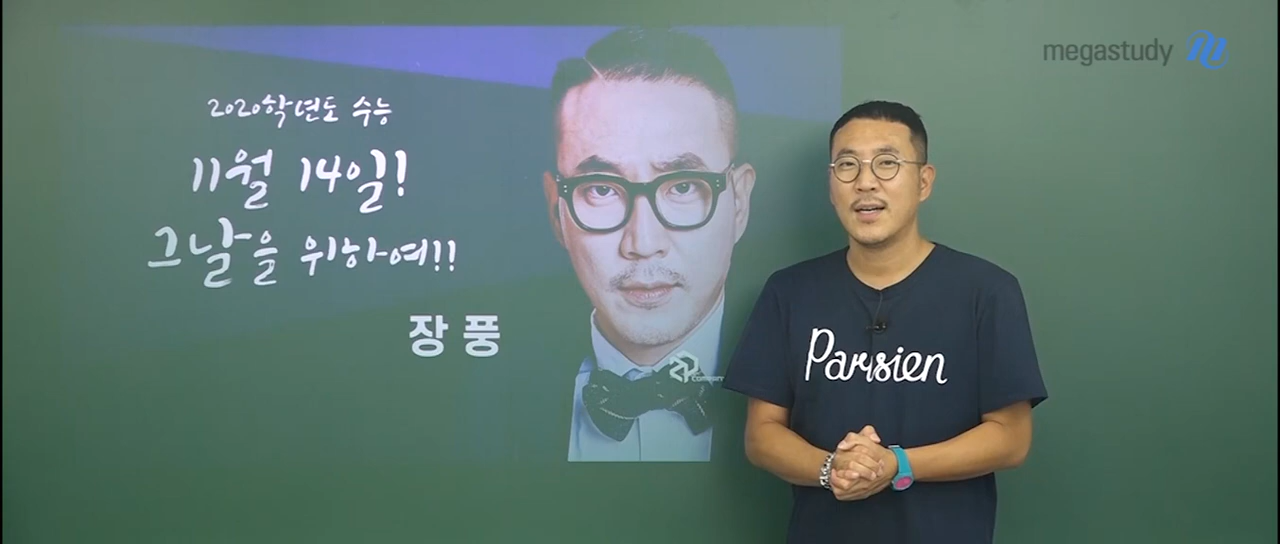 2020학년도 수능
11월 14일!
그날을 위하여!!
장풍
megastudy
Parisien